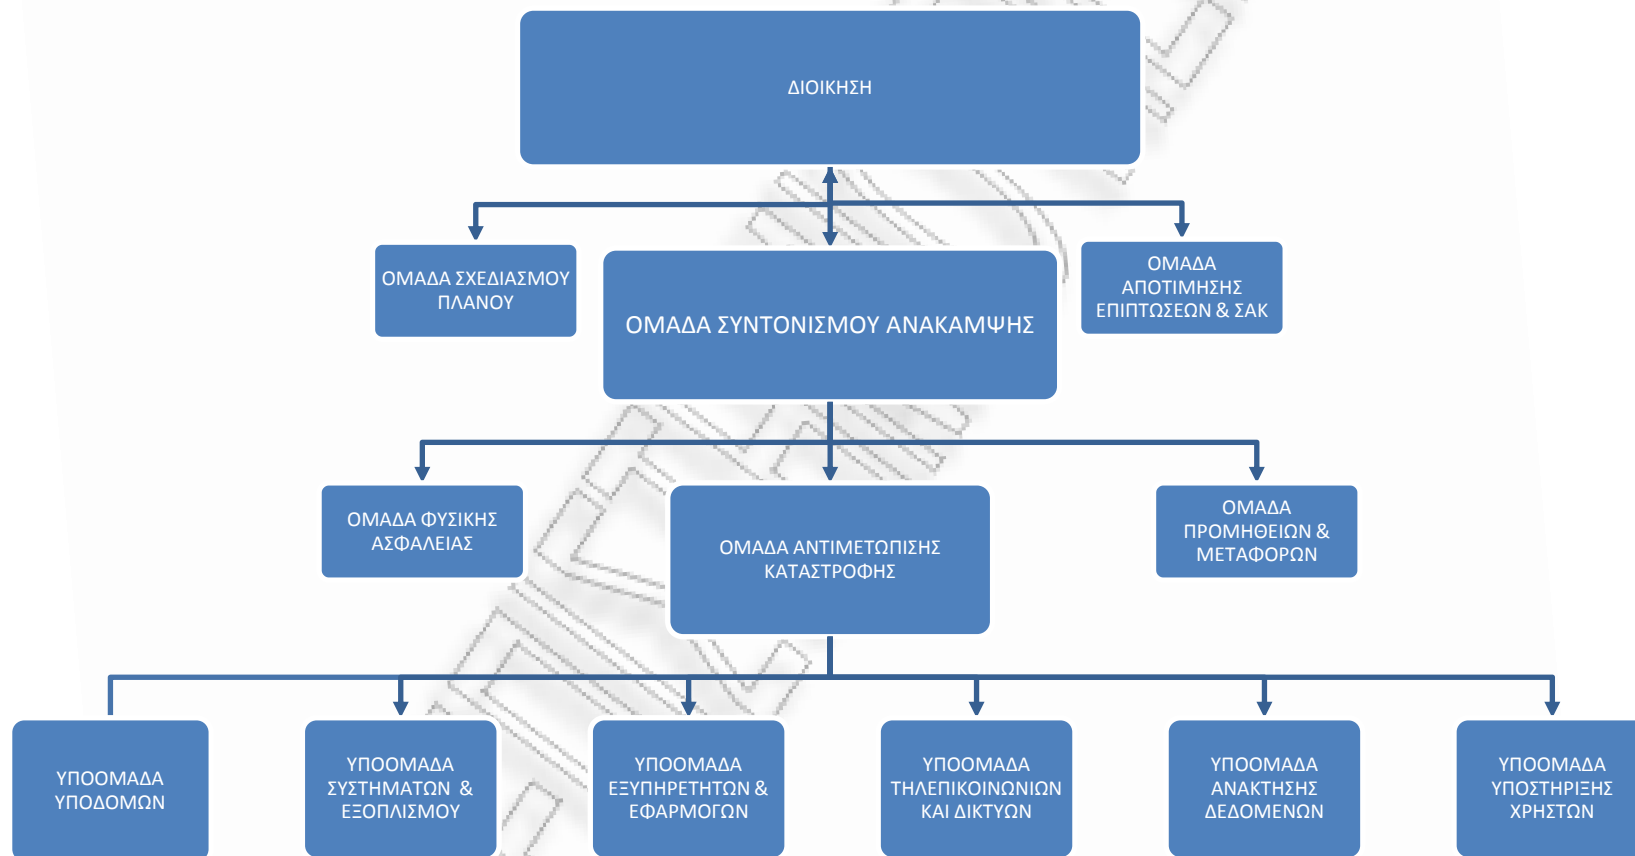 ΔΙΟΙΚΗΣΗ
ΟΜΑΔΑ ΣΧΕΔΙΑΣΜΟΥ
ΠΛΑΝΟΥ
ΟΜΑΔΑ ΣΥΝΤΟΝΙΣΜΟΥ ΑΝΑΚΑΜΨΗΣ
ΟΜΑΔΑ
ΑΠΟΤΙΜΗΣΗΣ
ΕΠΙΠΤΩΣΕΩΝ & ΣΑΚ
ΟΜΑΔΑ ΦΥΣΙΚΗΣ
ΑΣΦΑΛΕΙΑΣ
ΟΜΑΔΑ ΑΝΤΙΜΕΤΩΠΙΣΗΣ
ΚΑΤΑΣΤΡΟΦΗΣ
ΟΜΑΔΑ
ΠΡΟΜΗΘΕΙΩΝ &
ΜΕΤΑΦΟΡΩΝ
ΥΠΟΟΜΑΔΑ
ΥΠΟΔΟΜΩΝ
ΥΠΟΟΜΑΔΑ
ΣΥΣΤΗΜΑΤΩΝ &
ΕΞΟΠΛΙΣΜΟΥ
ΥΠΟΟΜΑΔΑ
ΕΞΥΠΗΡΕΤΗΤΩΝ &
ΕΦΑΡΜΟΓΩΝ
ΥΠΟΟΜΑΔΑ
ΤΗΛΕΠΙΚΟΙΝΩΝΙΩΝ
ΚΑΙ ΔΙΚΤΥΩΝ
ΥΠΟΟΜΑΔΑ
ΑΝΑΚΤΗΣΗΣ
ΔΕΔΟΜΕΝΩΝ
ΥΠΟΟΜΑΔΑ
ΥΠΟΣΤΗΡΙΞΗΣ
ΧΡΗΣΤΩΝ